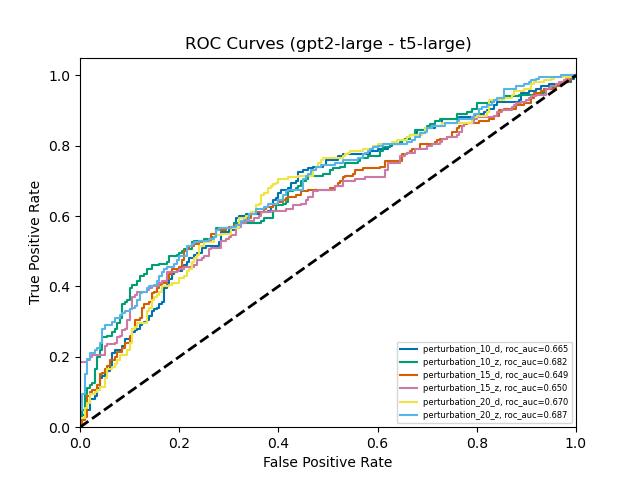 ROC Curves (gpt2-large - t5-large)
True Positive Rate
1.0
0.8
0.6
0.4
0.2
0.0
perturbation_10_d, roc_auc=0.665
perturbation_10_z, roc_auc=0.682
perturbation_15_d, roc_auc=0.649
perturbation_15_z, roc_auc=0.650
perturbation_20_d, roc_auc=0.670
perturbation_20_z, roc_auc=0.687
0.0 0.2 0.4 0.6 0.8 1.0
False Positive Rate